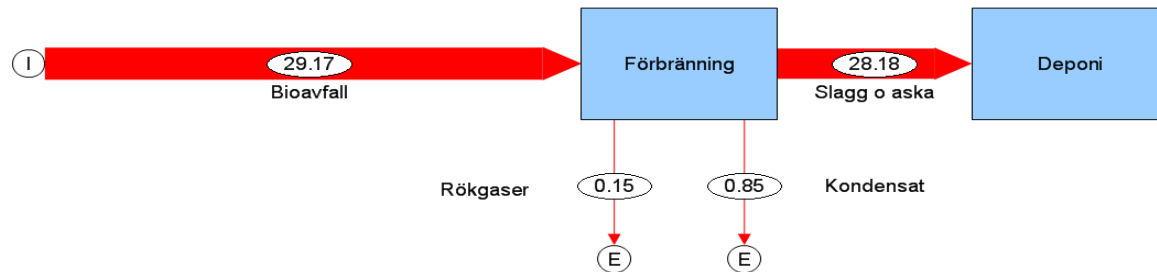 I
29.17
Bioavfall
Förbränning
28.18
Slagg o aska
Deponi
Rökgaser
0.15
0.85
Kondensat
E
E